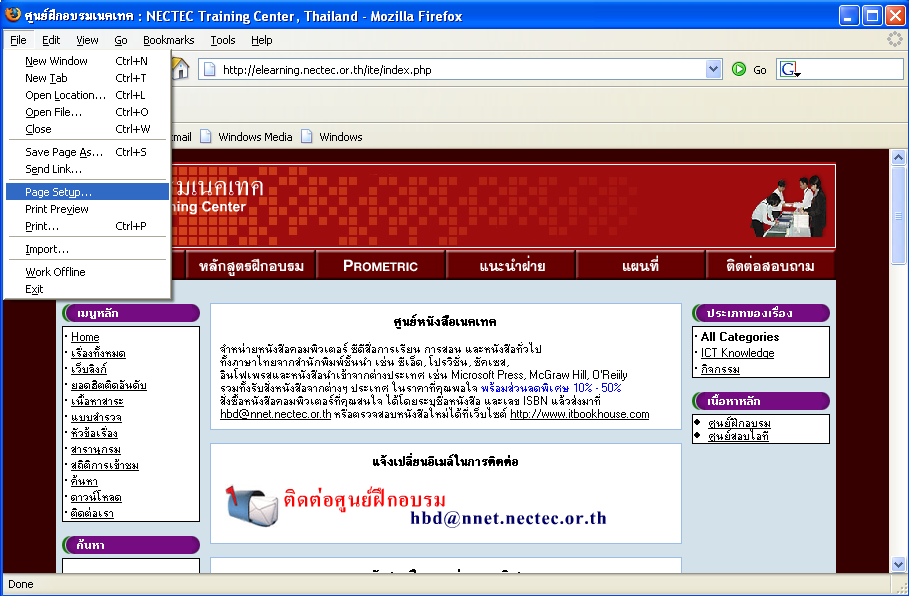 ศูนย์ฝึกอบรมเนคเทค : NECTEC Training Center, Thailand - Mozilla Firefox
File Edit View Go Bookmarks Tools Help
New Window Ctrl+N
New Tab Ctrl+T
Open Location... Ctrl+L
Open File... Ctrl+O
Close Ctrl+W
Save Page As... Ctrl+S
Send Link...
Page Setup...
Print Preview
Print... Ctrl+P
Import...
Work Offline
Exit
http://elearning.nectec.or.th/ite/index.php
Go
G
mail Windows Media Windows
มเนคเทค
ing Center
หลักสูตรฝึกอบรม PROMETRIC แนะนำฝ่าย แผนที่ ติดต่อสอบถาม
เมนูหลัก
Home
เรื่องทั้งหมด
เว็บลิงก์
ยอดฮิตติดอันดับ
เนื้อหาสาระ
แบบสำรวจ
หัวข้อเรื่อง
สารานุกรม
สถิติการเข้าชม
ค้นหา
ดาวน์โหลด
ติดต่อเรา
ค้นหา
ศูนย์หนังสือเนคเทค
จำหน่ายหนังสือคอมพิวเตอร์ ซีดีสื่อการเรียน การสอน และหนังสือทั่วไป
ทั้งภาษาไทยจากสำนักพิมพ์ชั้นนำ เช่น ซีเอ็ด, โปรวิชั่น, ซัคเซส,
อินโฟเพรสและหนังสือนำเข้าจากต่างประเทศ เช่น Microsoft Press, McGraw Hill, O'Reiily
รวมทั้งรับสั่งหนังสือจากต่างๆ ประเทศ ในราคาที่คุณพอใจ พร้อมส่วนลดพิเศษ 10% - 50%
สั่งซื้อหนังสือคอมพิวเตอร์ที่คุณสนใจ ได้โดยระบุชื่อหนังสือ และเลข ISBN แล้วส่งมาที่
hbd@nnet.nectec.or.th หรือตรวจสอบหนังสือใหม่ได้ที่เว็บไซต์ http://www.itbookhouse.com
แจ้งเปลี่ยนอีเมล์ในการติดต่อ
ติดต่อศูนย์ฝึกอบรม
hbd@nnet.nectec.or.th
ประเภทของเรื่อง
All Categories
ICT Knowledge
กิจกรรม
เนื้อหาหลัก
ศูนย์ฝึกอบรม
ศูนย์สอบไอที
Done